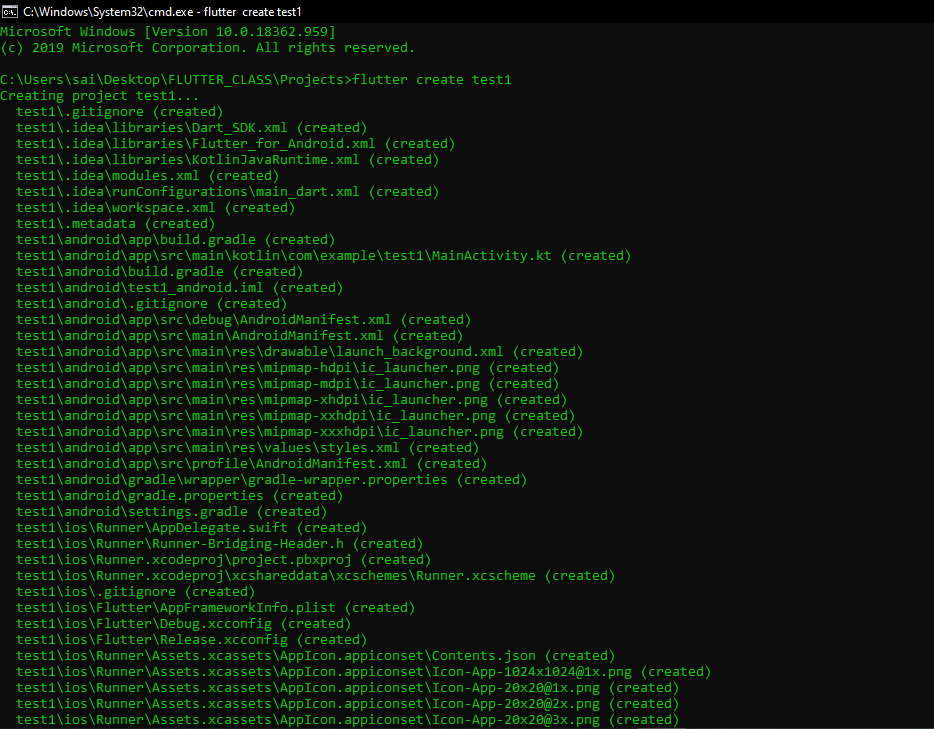 C:\Windows\System32\cmd.exe - flutter  create test1
Microsoft Windows [Version 10.0.18362.959]
(c) 2019 Microsoft Corporation. All rights reserved.
C:\Users\sai\Desktop\FLUTTER_CLASS\Projects>flutter create test1
Creating project test1...
  test1\.gitignore (created)
  test1\.idea\libraries\Dart_SDK.xml (created)
  test1\.idea\libraries\Flutter_for_Android.xml (created)
  test1\.idea\libraries\KotlinJavaRuntime.xml (created)
  test1\.idea\modules.xml (created)
  test1\.idea\runConfigurations\main_dart.xml (created)
  test1\.idea\workspace.xml (created)
  test1\.metadata (created)
  test1\android\app\build.gradle (created)
  test1\android\app\src\main\kotlin\com\example\test1\MainActivity.kt (created)
  test1\android\build.gradle (created)
  test1\android\test1_android.iml (created)
  test1\android\.gitignore (created)
  test1\android\app\src\debug\AndroidManifest.xml (created)
  test1\android\app\src\main\AndroidManifest.xml (created)
  test1\android\app\src\main\res\drawable\launch_background.xml (created)
  test1\android\app\src\main\res\mipmap-hdpi\ic_launcher.png (created)
  test1\android\app\src\main\res\mipmap-mdpi\ic_launcher.png (created)
  test1\android\app\src\main\res\mipmap-xhdpi\ic_launcher.png (created)
  test1\android\app\src\main\res\mipmap-xxhdpi\ic_launcher.png (created)
  test1\android\app\src\main\res\mipmap-xxxhdpi\ic_launcher.png (created)
  test1\android\app\src\main\res\values\styles.xml (created)
  test1\android\app\src\profile\AndroidManifest.xml (created)
  test1\android\gradle\wrapper\gradle-wrapper.properties (created)
  test1\android\gradle.properties (created)
  test1\android\settings.gradle (created)
  test1\ios\Runner\AppDelegate.swift (created)
  test1\ios\Runner\Runner-Bridging-Header.h (created)
  test1\ios\Runner.xcodeproj\project.pbxproj (created)
  test1\ios\Runner.xcodeproj\xcshareddata\xcschemes\Runner.xcscheme (created)
  test1\ios\.gitignore (created)
  test1\ios\Flutter\AppFrameworkInfo.plist (created)
  test1\ios\Flutter\Debug.xcconfig (created)
  test1\ios\Flutter\Release.xcconfig (created)
  test1\ios\Runner\Assets.xcassets\AppIcon.appiconset\Contents.json (created)
  test1\ios\Runner\Assets.xcassets\AppIcon.appiconset\Icon-App-1024x1024@1x.png (created)
  test1\ios\Runner\Assets.xcassets\AppIcon.appiconset\Icon-App-20x20@1x.png (created)
  test1\ios\Runner\Assets.xcassets\AppIcon.appiconset\Icon-App-20x20@2x.png (created)
  test1\ios\Runner\Assets.xcassets\AppIcon.appiconset\Icon-App-20x20@3x.png (created)